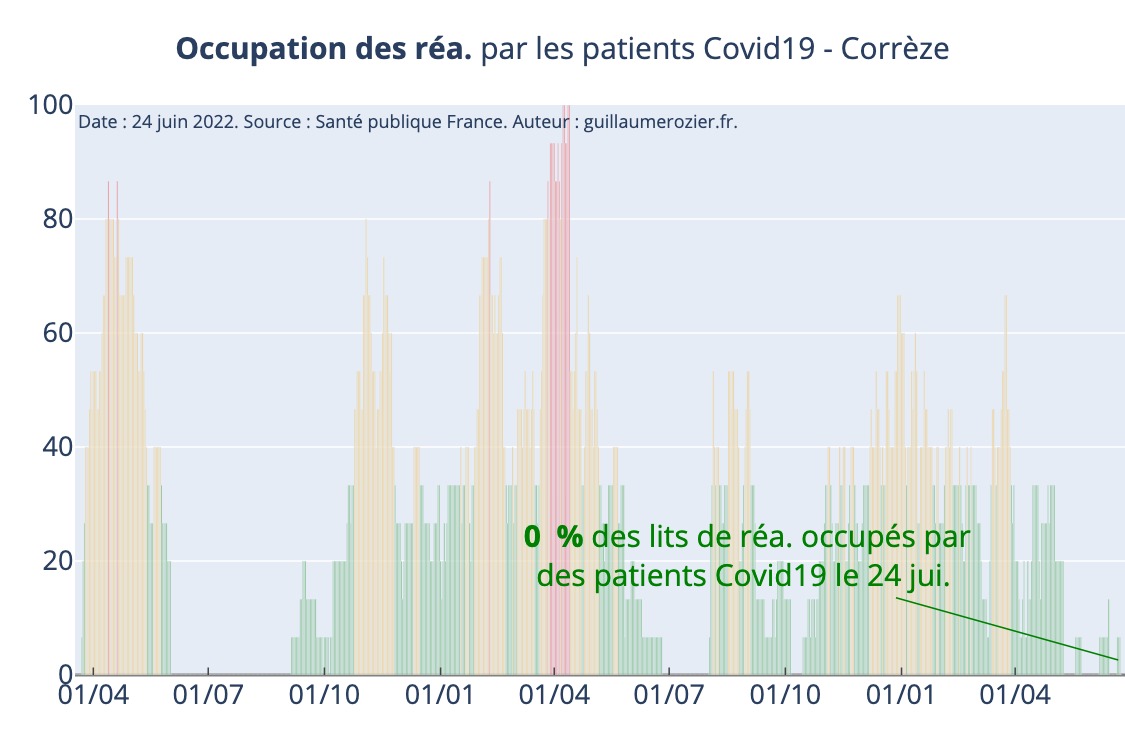 Occupation des réa. par les patients Covid19 - Corrèze
100
Date : 24 juin 2022. Source : Santé publique France. Auteur : guillaumerozier.fr.
80
60
40
0 % des lits de réa. occupés par
des patients Covid19 le 24 jui.
20
0
01/04 01/07 01/10 01/01 01/04 01/07 01/10 01/01 01/04